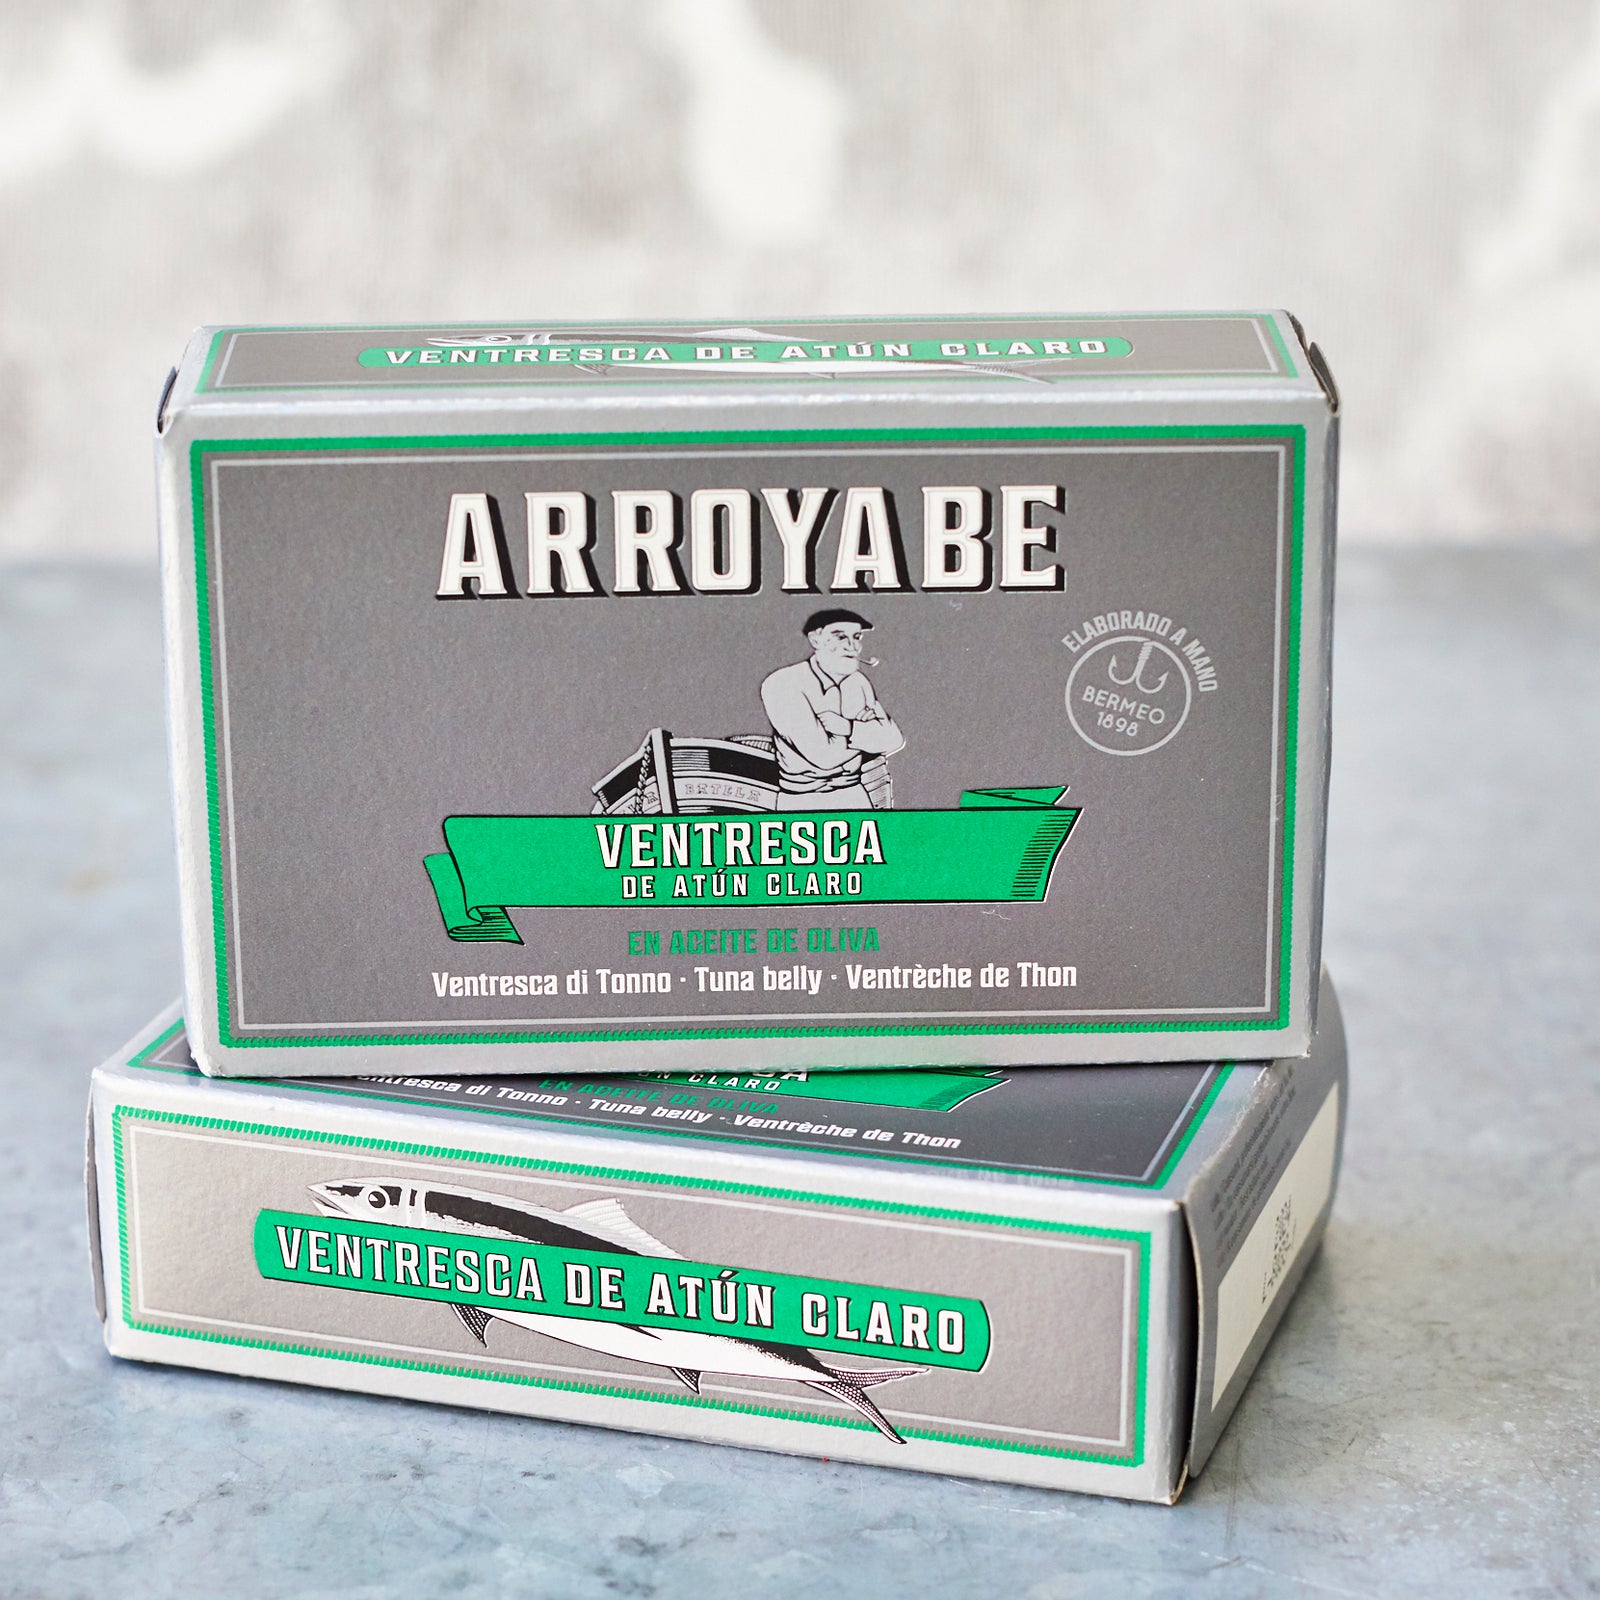 VENTRESCA DE ATÚN CLARO
ARROYABE
ELABORADO A MANO
BERMEO
1898
VENTRESCA
DE ATÚN CLARO
EN ACEITE DE OLIVA
Ventresca di Tonno · Tuna belly · Ventrèche de Thon
CLARO
EN ACEITE DE OLIVA
di Tonno · Tuna belly · Ventrèche de Thon
VENTRESCA DE ATÚN CLARO